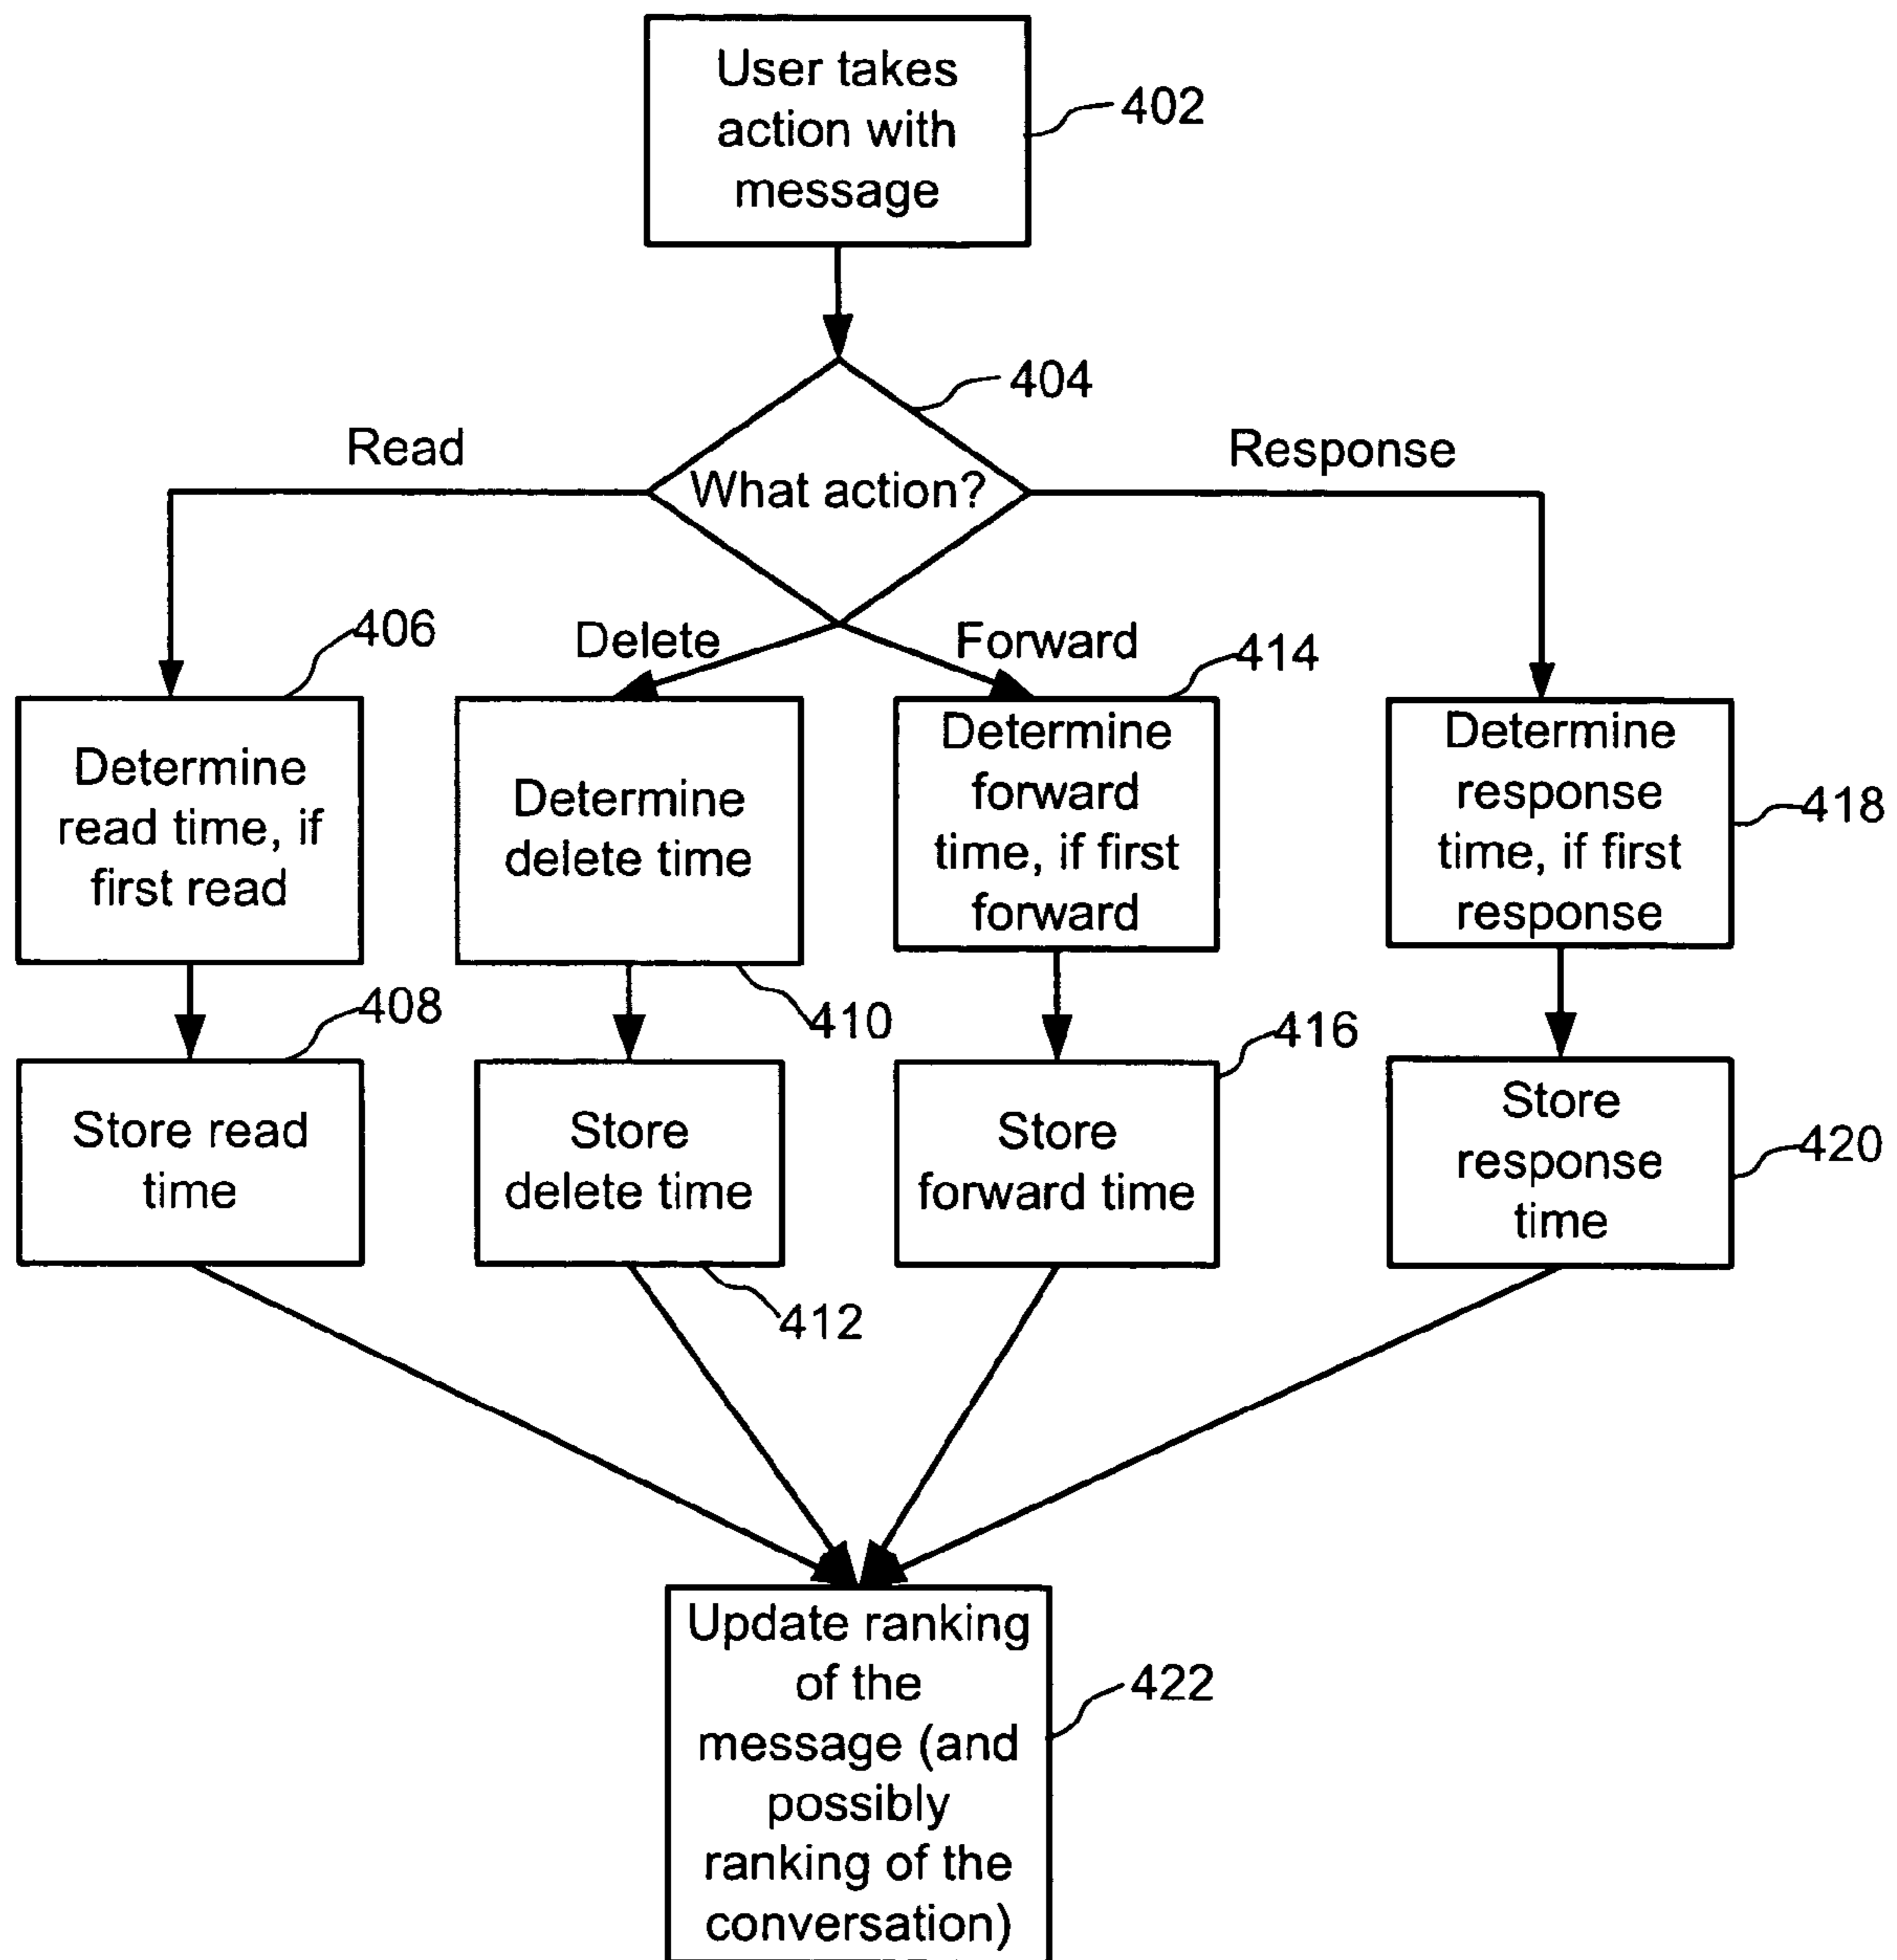 User takes
action with
message
402
404
Read
What action?
Response
406
Delete
Forward
414
Determine
read time, if
first read
Determine
delete time
Determine
forward
time, if first
forward
Determine
response
time, if first
response
418
408
410
416
Store read
time
Store
delete time
Store
forward time
Store
response
time
420
412
Update ranking
of the
message (and
possibly
ranking of the
conversation)
422